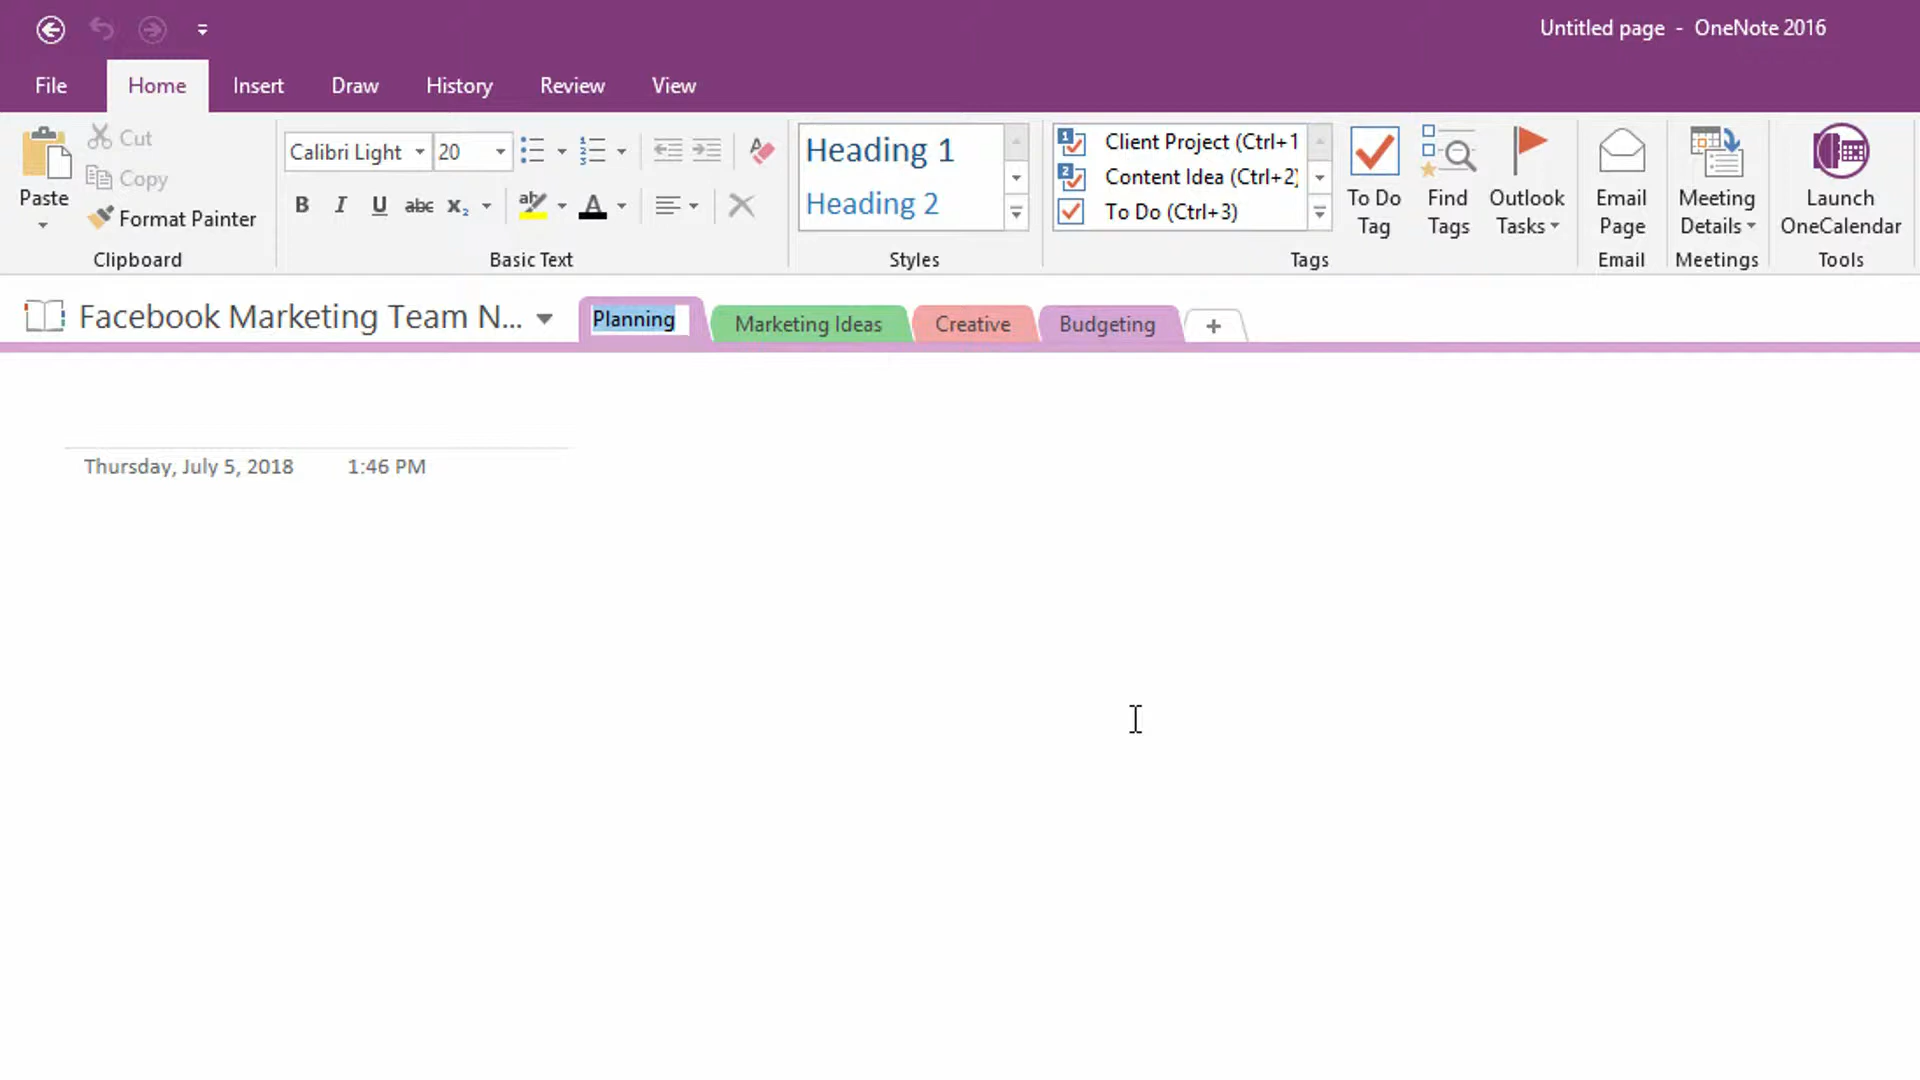 Untitled page - OneNote 2016
File Home Insert Draw History Review View
Paste
Cut
Copy
Format Painter
Clipboard
Calibri Light 20
B I U abc x₂ aby A
Basic Text
Heading 1
Heading 2
Styles
Client Project (Ctrl+1
Content Idea (Ctrl+2)
To Do (Ctrl+3)
To Do
Tag
Find
Tags
Outlook
Tasks
Tags
Email
Page
Email
Meeting
Details
Meetings
Launch
OneCalendar
Tools
Facebook Marketing Team N... Planning Marketing Ideas Creative Budgeting +
Thursday, July 5, 2018 1:46 PM